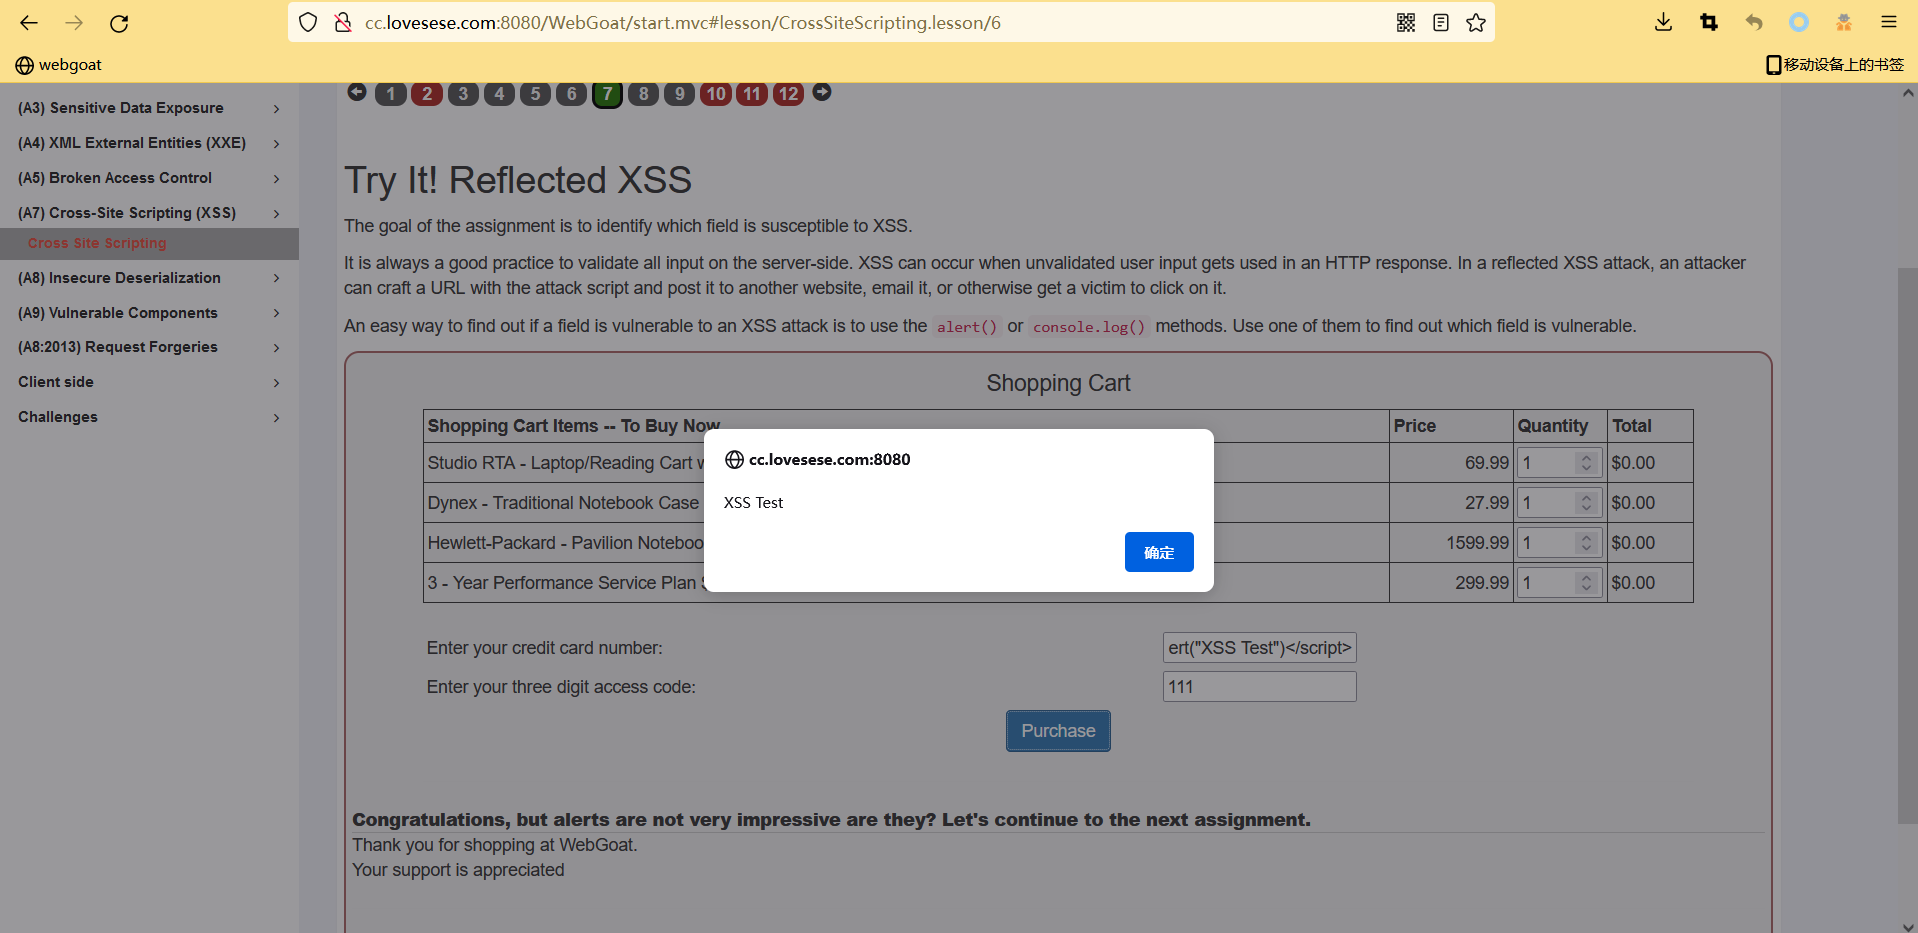 cc.lovesese.com:8080/WebGoat/start.mvc#lesson/CrossSiteScripting.lesson/6
webgoat
移动设备上的书签
(A3) Sensitive Data Exposure
(A4) XML External Entities (XXE)
(A5) Broken Access Control
(A7) Cross-Site Scripting (XSS)
Cross Site Scripting
(A8) Insecure Deserialization
(A9) Vulnerable Components
(A8:2013) Request Forgeries
Client side
Challenges
1 2 3 4 5 6 7 8 9 10 11 12
Try It! Reflected XSS
The goal of the assignment is to identify which field is susceptible to XSS.
It is always a good practice to validate all input on the server-side. XSS can occur when unvalidated user input gets used in an HTTP response. In a reflected XSS attack, an attacker
can craft a URL with the attack script and post it to another website, email it, or otherwise get a victim to click on it.
An easy way to find out if a field is vulnerable to an XSS attack is to use the alert() or console.log() methods. Use one of them to find out which field is vulnerable.
Shopping Cart
Shopping Cart Items -- To Buy Now Price Quantity Total
Studio RTA - Laptop/Reading Cart 69.99 1 $0.00
Dynex - Traditional Notebook Case 27.99 1 $0.00
Hewlett-Packard - Pavilion Noteboo 1599.99 1 $0.00
3 - Year Performance Service Plan 299.99 1 $0.00
cc.lovesese.com:8080
XSS Test
确定
Enter your credit card number: ert("XSS Test")</script>
Enter your three digit access code: 111
Purchase
Congratulations, but alerts are not very impressive are they? Let's continue to the next assignment.
Thank you for shopping at WebGoat.
Your support is appreciated